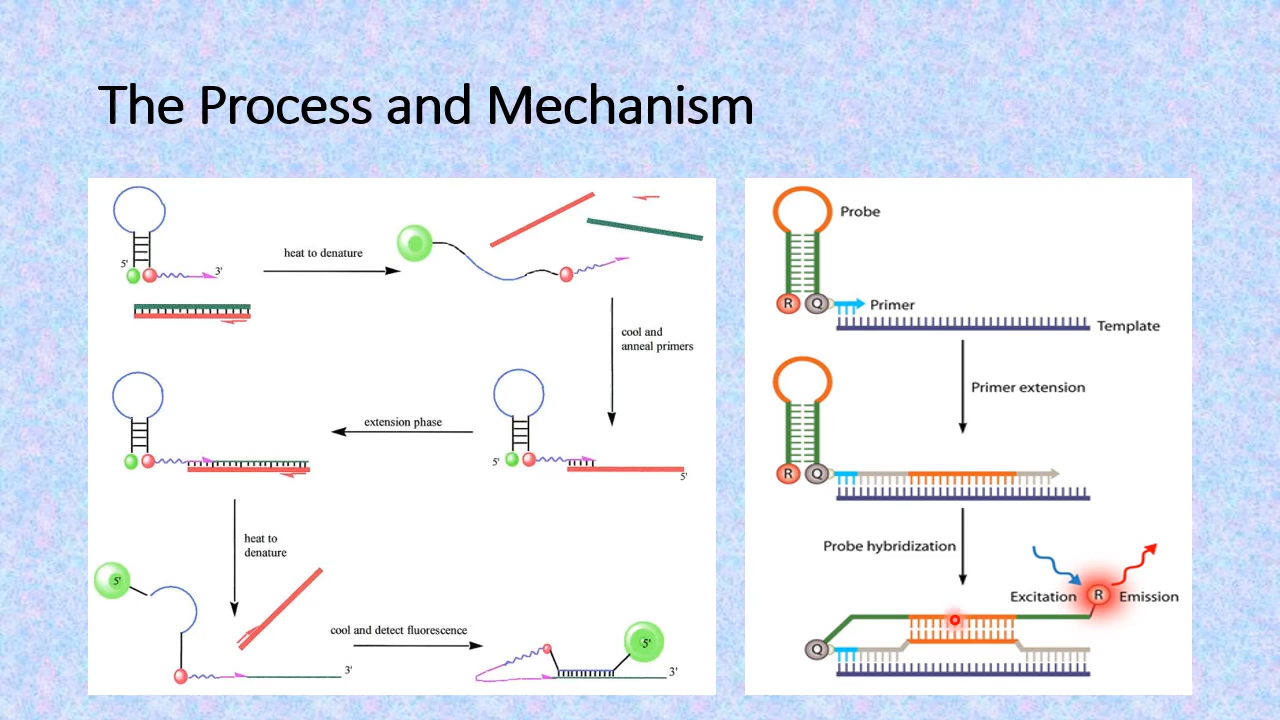 The Process and Mechanism
5'
3'
heat to denature
cool and
anneal primers
5'
5'
extension phase
heat to
denature
5'
3'
cool and detect fluorescence
5'
3'
Probe
R
Q
Primer
Template
Primer extension
R
Q
Probe hybridization
Excitation
R
Emission
Q